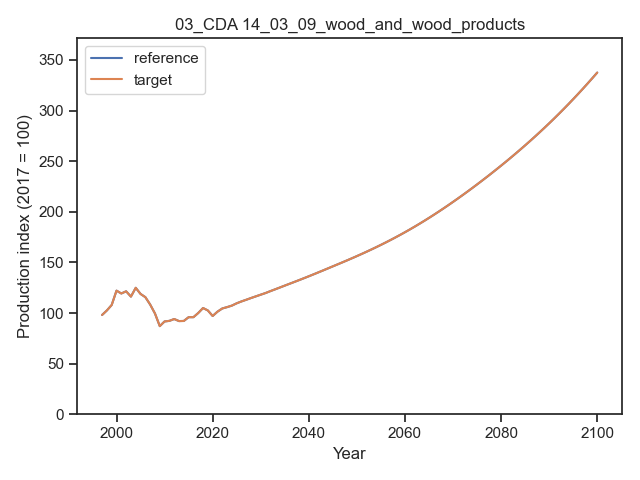 03_CDA 14_03_09_wood_and_wood_products
reference
target
Production index (2017 = 100)
350
300
250
200
150
100
50
0
2000 2020 2040 2060 2080 2100
Year